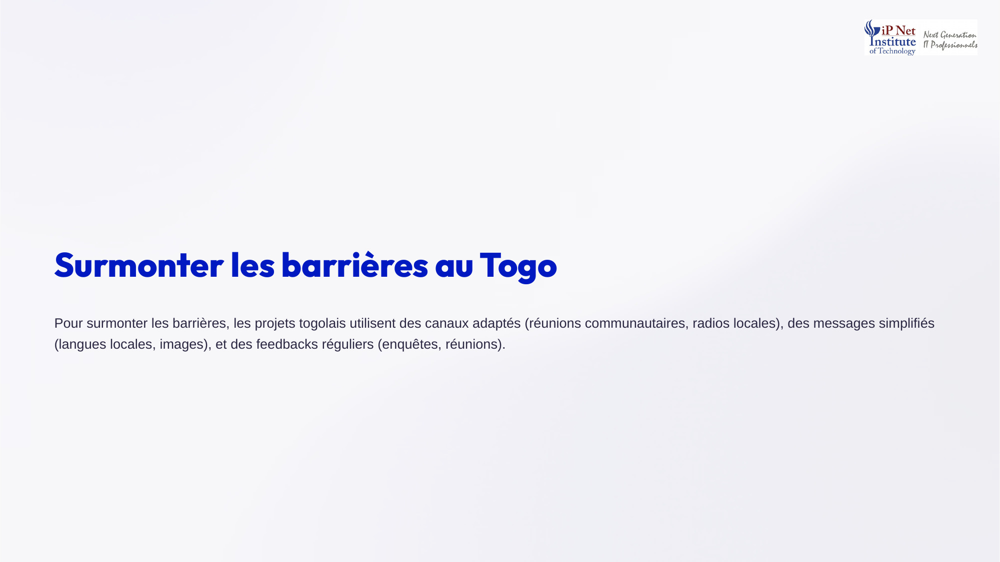 iP Net
Institute
of Technology
Next Generation
IT Professionnels
Surmonter les barrières au Togo
Pour surmonter les barrières, les projets togolais utilisent des canaux adaptés (réunions communautaires, radios locales), des messages simplifiés
(langues locales, images), et des feedbacks réguliers (enquêtes, réunions).